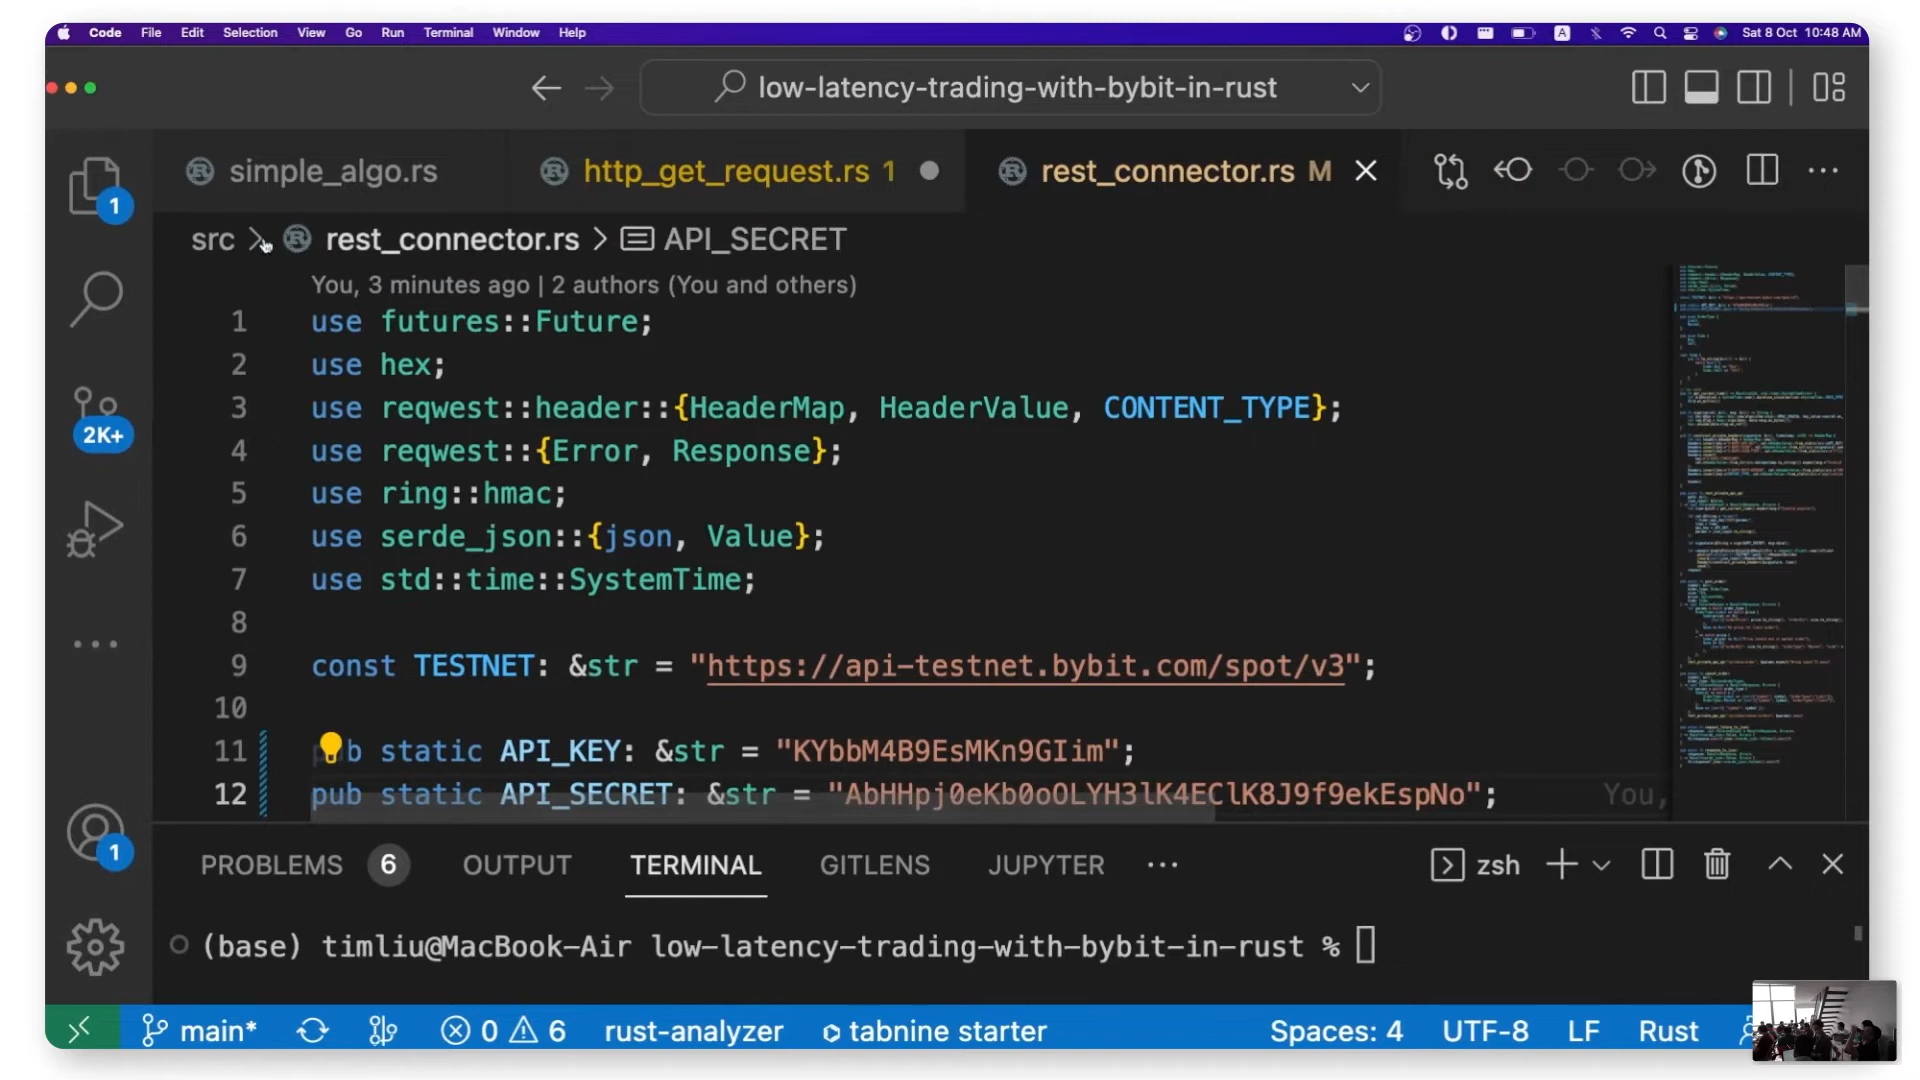 Code File Edit Selection View Go Run Terminal Window Help A Sat 8 Oct 10:48 AM
low-latency-trading-with-bybit-in-rust
simple_algo.rs http_get_request.rs 1 rest_connector.rs M
1
src > rest_connector.rs > API_SECRET
You, 3 minutes ago | 2 authors (You and others)
1 use futures::Future;
2 use hex;
3 use reqwest::header::{HeaderMap, HeaderValue, CONTENT_TYPE};
2K+
4 use reqwest::{Error, Response};
5 use ring::hmac;
6 use serde_json::{json, Value};
7 use std::time::SystemTime;
8
9 const TESTNET: &str = "https://api-testnet.bybit.com/spot/v3";
10
11 pub static API_KEY: &str = "KYbbM4B9EsMKn9GIim";
12 pub static API_SECRET: &str = "AbHHpj0eKb0oOLYH3lK4EClK8J9f9ekEspNo"; You,
1
PROBLEMS 6 OUTPUT TERMINAL GITLENS JUPYTER ··· zsh
(base) timliu@MacBook-Air low-latency-trading-with-bybit-in-rust %
main* 0 6 rust-analyzer tabnine starter Spaces: 4 UTF-8 LF Rust